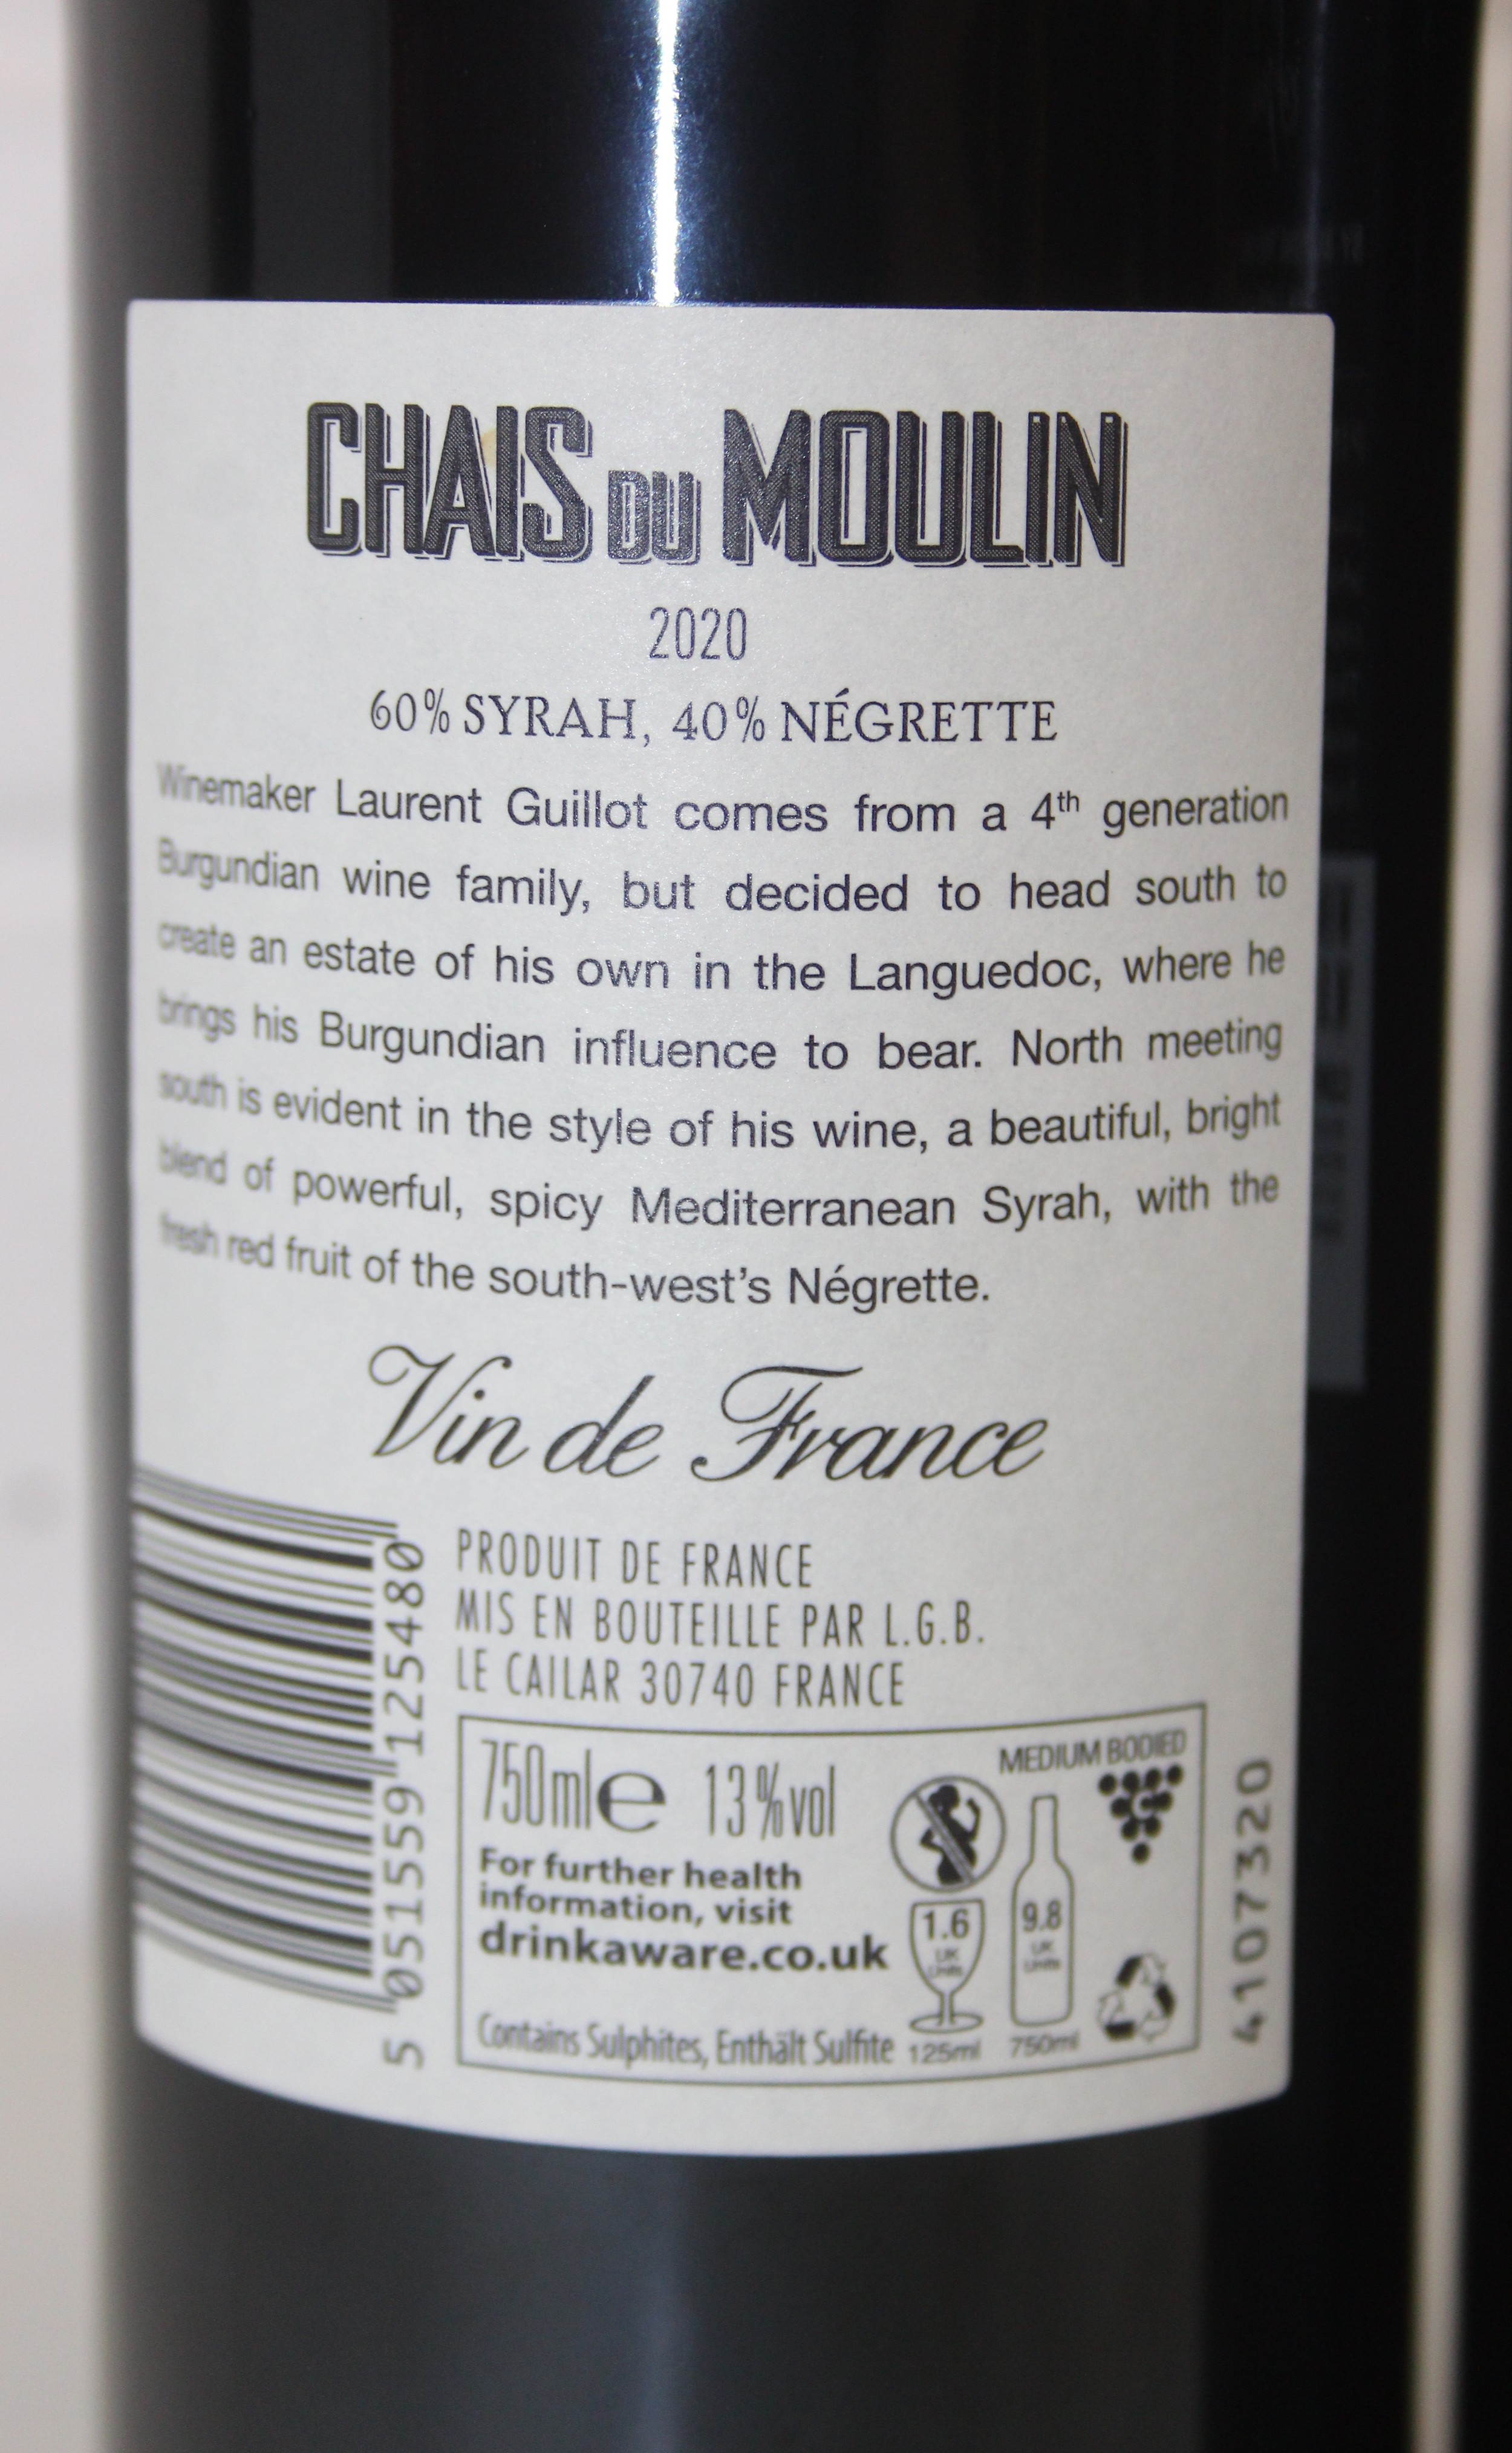 CHAIS DU MOULIN
2020
60% SYRAH, 40% NÉGRETTE
Winemaker Laurent Guillot comes from a 4th generation
Burgundian wine family, but decided to head south to
create an estate of his own in the Languedoc, where he
brings his Burgundian influence to bear. North meeting
south is evident in the style of his wine, a beautiful, bright
blend of powerful, spicy Mediterranean Syrah, with the
fresh red fruit of the south-west's Négrette.
Vin de France
5 051559 125480
PRODUIT DE FRANCE
MIS EN BOUTEILLE PAR L.G.B.
LE CAILAR 30740 FRANCE
750ml e 13%vol
MEDIUM BODIED
For further health
information, visit
drinkaware.co.uk
1.6
UK
Units
125ml
9.8
UK
Units
750ml
Contains Sulphites, Enthält Sulfite
4107320